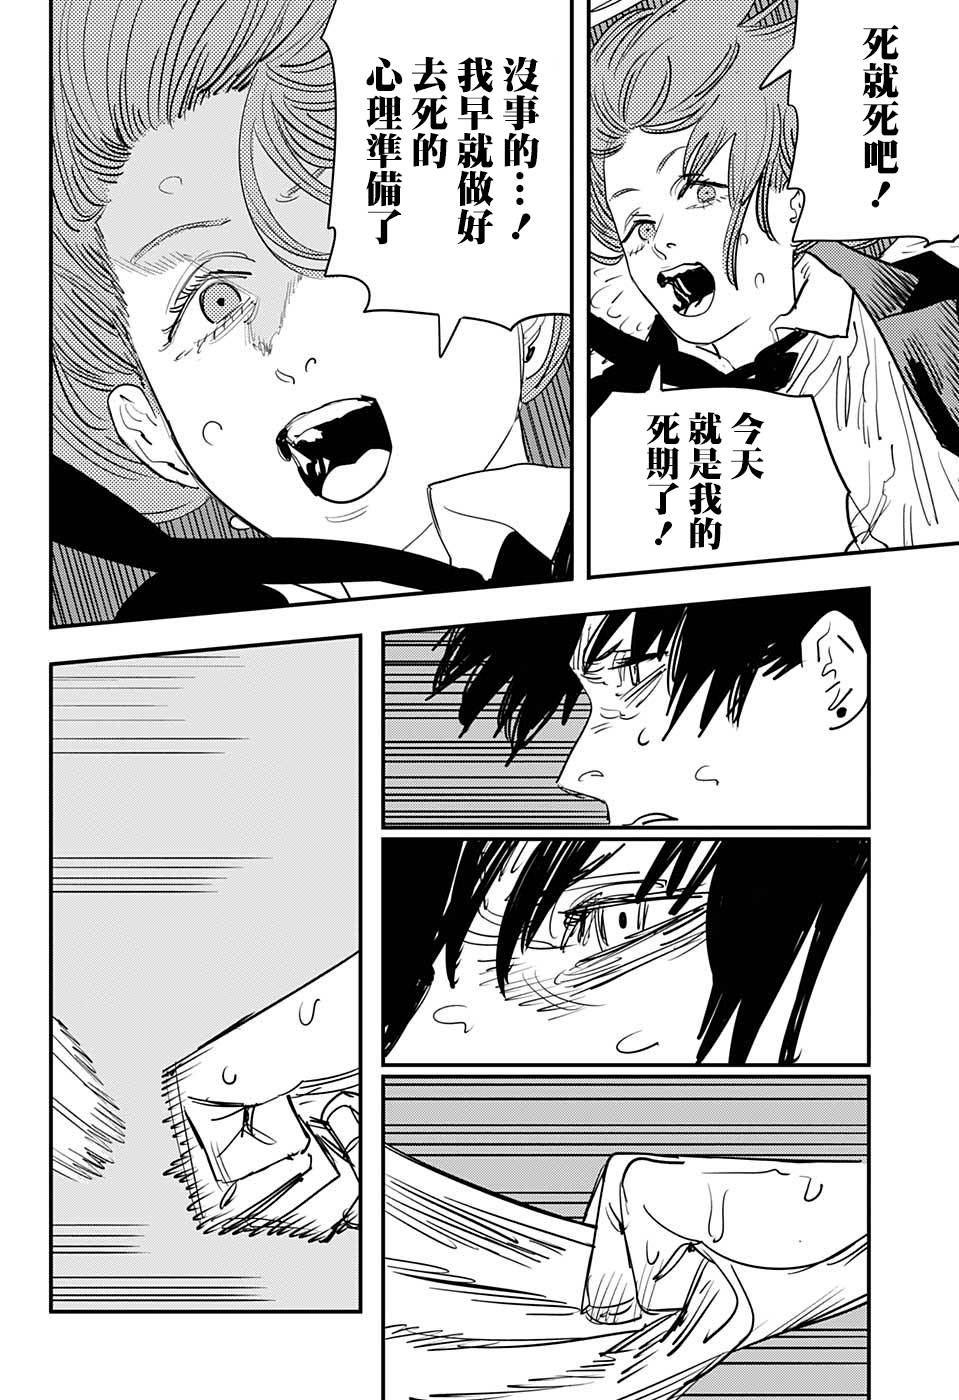 死就死吧！
今天
就是我的
死期了！
沒事的…！
我早就做好
去死的
心理準備了